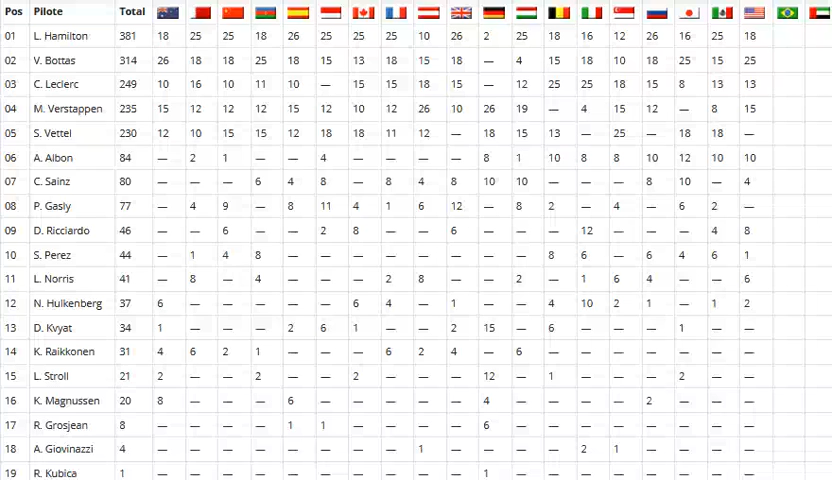 Pos Pilote Total
01 L. Hamilton 381 18 25 25 18 26 25 25 25 10 26 2 25 18 16 12 26 16 25 18
02 V. Bottas 314 26 18 18 25 18 15 13 18 15 18 — 4 15 18 10 18 25 15 25
03 C. Leclerc 249 10 16 10 11 10 — 15 15 18 15 — 12 25 25 18 15 8 13 13
04 M. Verstappen 235 15 12 12 12 15 12 10 12 26 10 26 19 — 4 15 12 — 8 15
05 S. Vettel 230 12 10 15 15 12 18 18 11 12 — 18 15 13 — 25 — 18 18 —
06 A. Albon 84 — 2 1 — — 4 — — — — 8 1 10 8 8 10 12 10 10
07 C. Sainz 80 — — — 6 4 8 — 8 4 8 10 10 — — — 8 10 — 4
08 P. Gasly 77 — 4 9 — 8 11 4 1 6 12 — 8 2 — 4 — 6 2 —
09 D. Ricciardo 46 — — 6 — — 2 8 — — 6 — — — 12 — — — 4 8
10 S. Perez 44 — 1 4 8 — — — — — — — — 8 6 — 6 4 6 1
11 L. Norris 41 — 8 — 4 — — — 2 8 — — 2 — 1 6 4 — — 6
12 N. Hulkenberg 37 6 — — — — — 6 4 — 1 — — 4 10 2 1 — 1 2
13 D. Kvyat 34 1 — — — 2 6 1 — — 2 15 — 6 — — — 1 — —
14 K. Raikkonen 31 4 6 2 1 — — — 6 2 4 — 6 — — — — — — —
15 L. Stroll 21 2 — — 2 — — 2 — — — 12 — 1 — — — 2 — —
16 K. Magnussen 20 8 — — — 6 — — — — — 4 — — — — 2 — — —
17 R. Grosjean 8 — — — — 1 1 — — — — 6 — — — — — — — —
18 A. Giovinazzi 4 — — — — — — — — 1 — — — — 2 1 — — — —
19 R. Kubica 1 — — — — — — — — — — 1 — — — — — — — —